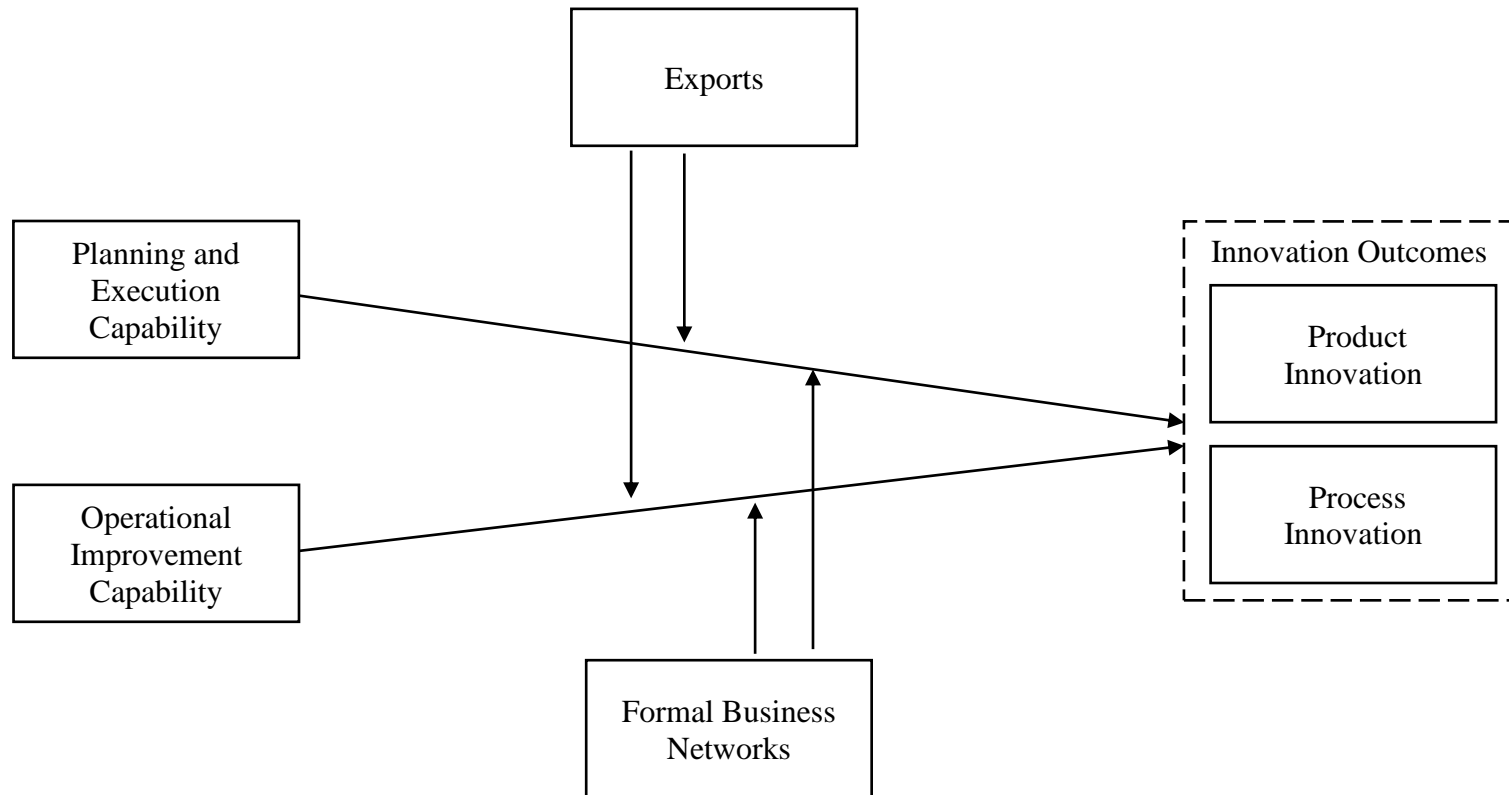 Exports
Planning and
Execution
Capability
Innovation Outcomes
Product
Innovation
Operational
Improvement
Capability
Process
Innovation
Formal Business
Networks